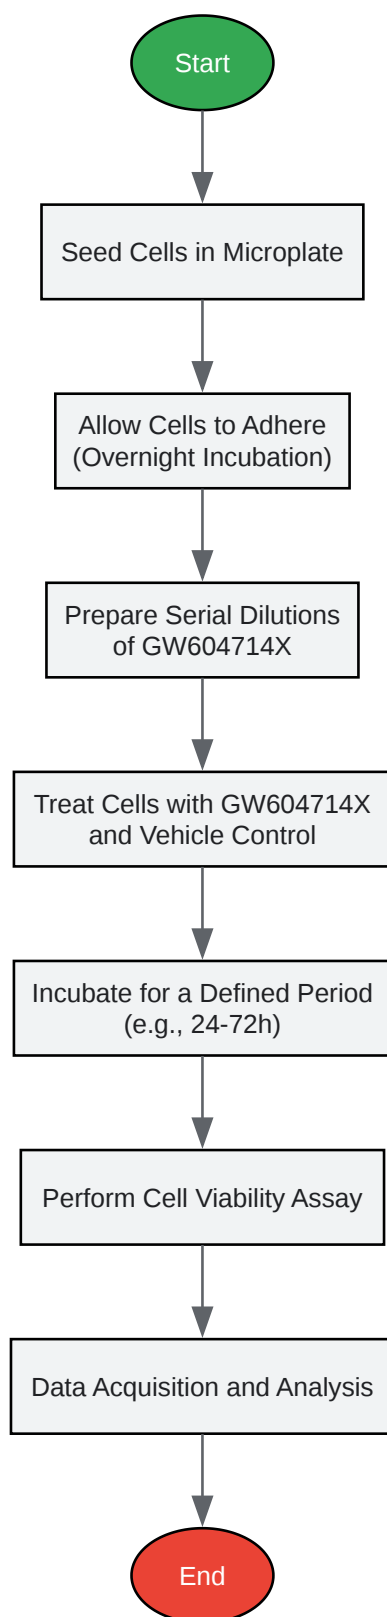 Start
Seed Cells in Microplate
Allow Cells to Adhere
(Overnight Incubation)
Prepare Serial Dilutions
of GW604714X
Treat Cells with GW604714X
and Vehicle Control
Incubate for a Defined Period
(e.g., 24-72h)
Perform Cell Viability Assay
Data Acquisition and Analysis
End